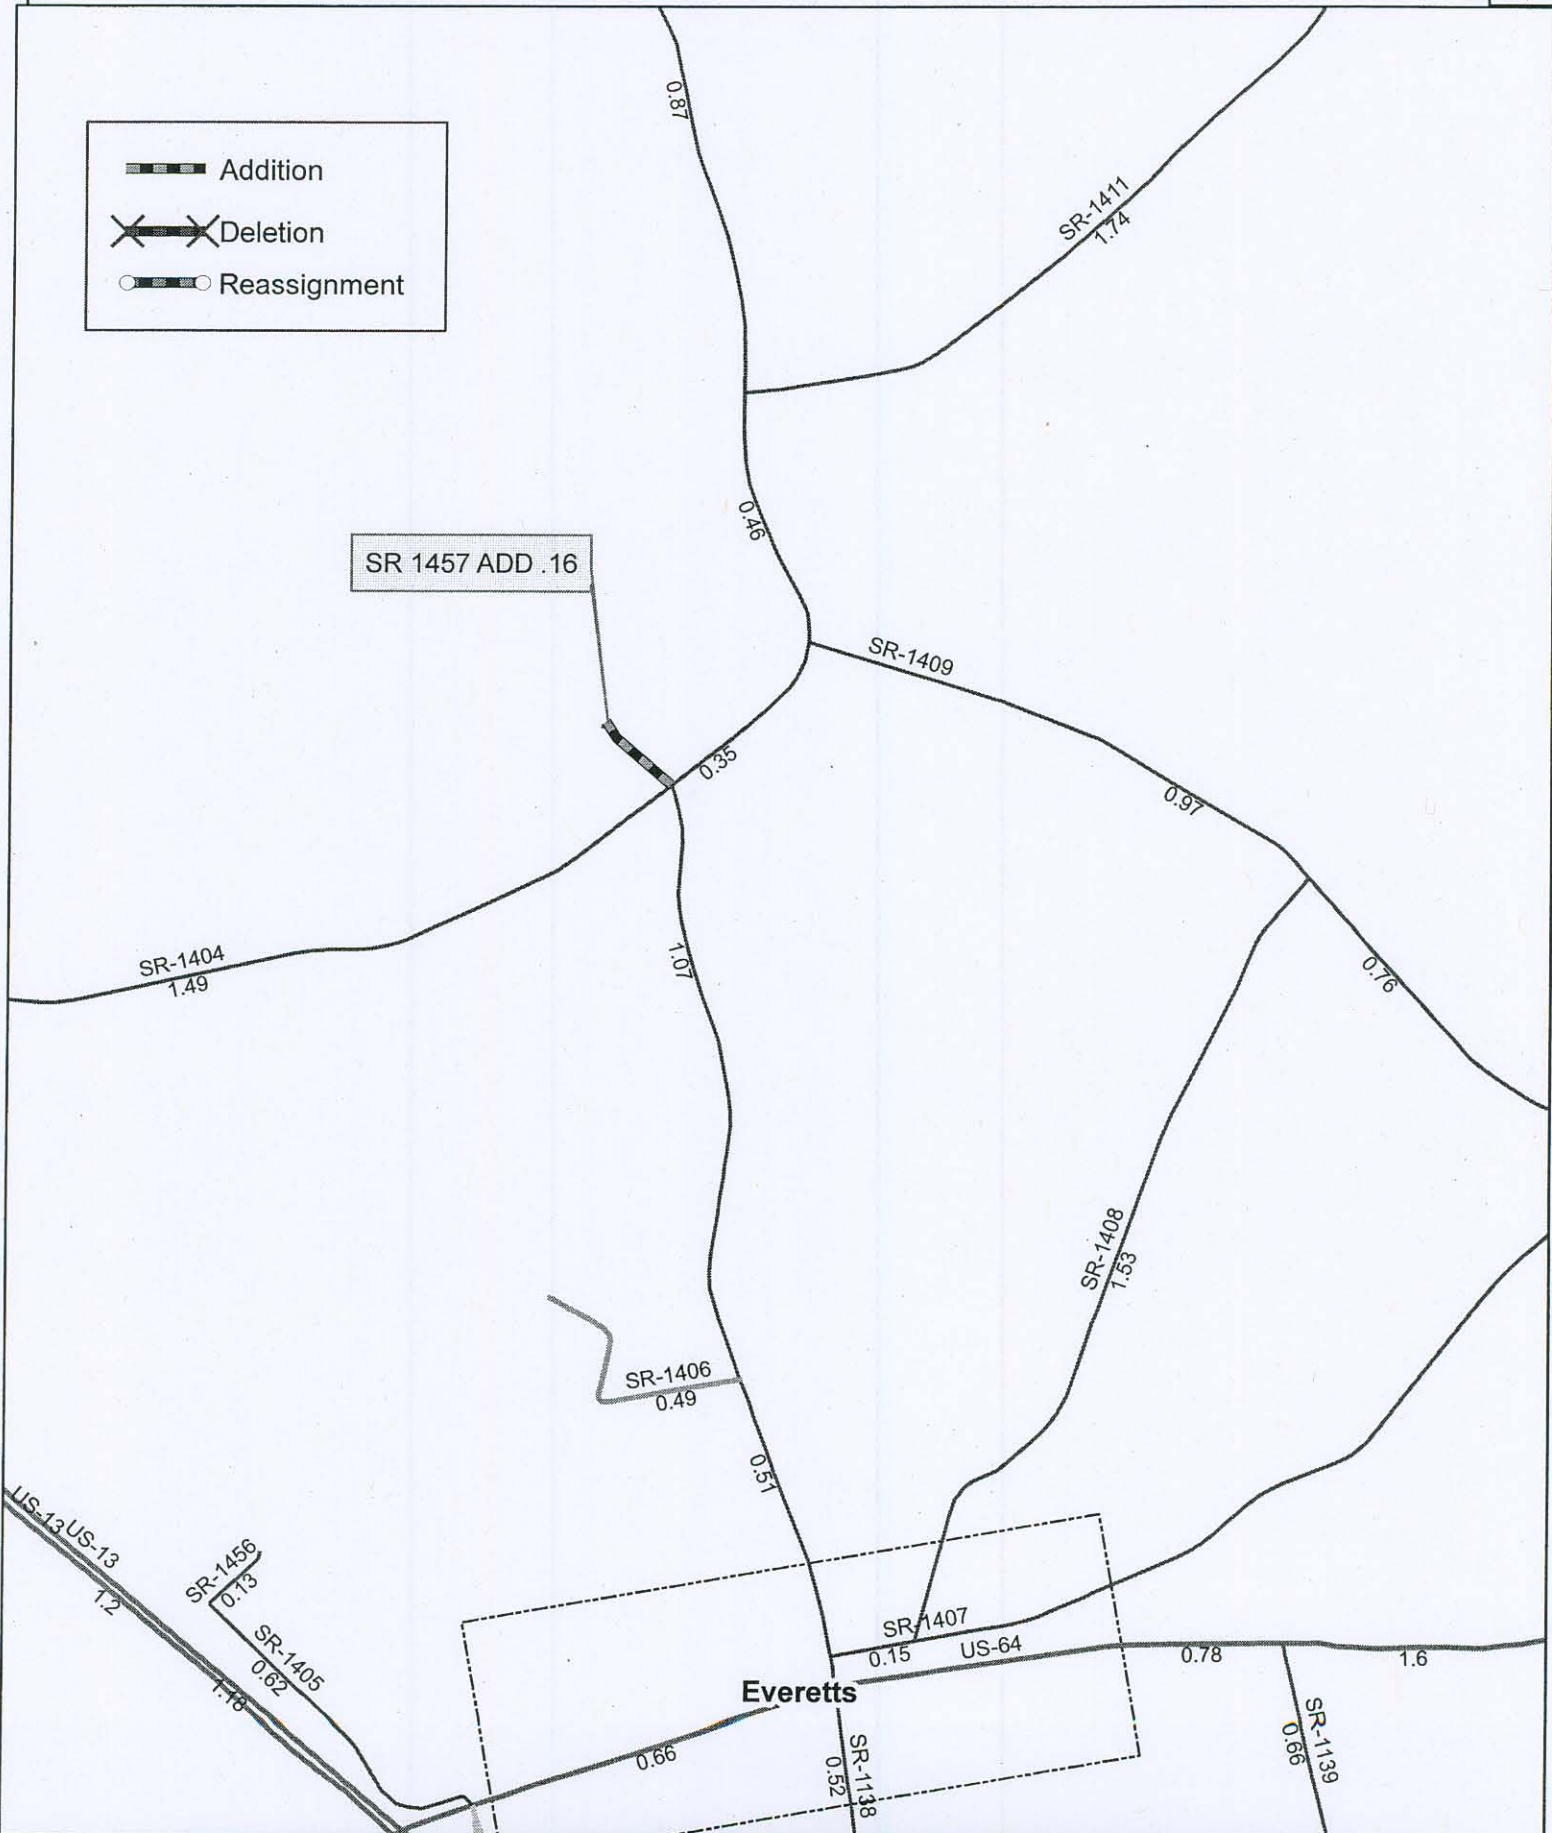 0.87
Addition
Deletion
Reassignment
SR-1411
1.74
0.46
SR 1457 ADD .16
SR-1409
0.35
0.97
SR-1404
1.49
1.07
0.76
SR-1408
1.53
SR-1406
0.49
0.51
US-13
US-13
1.2
SR-1456
0.13
SR-1405
0.62
1.18
SR-1407
0.15
US-64
0.78
1.6
Everetts
0.66
SR-1138
0.52
SR-1139
0.66